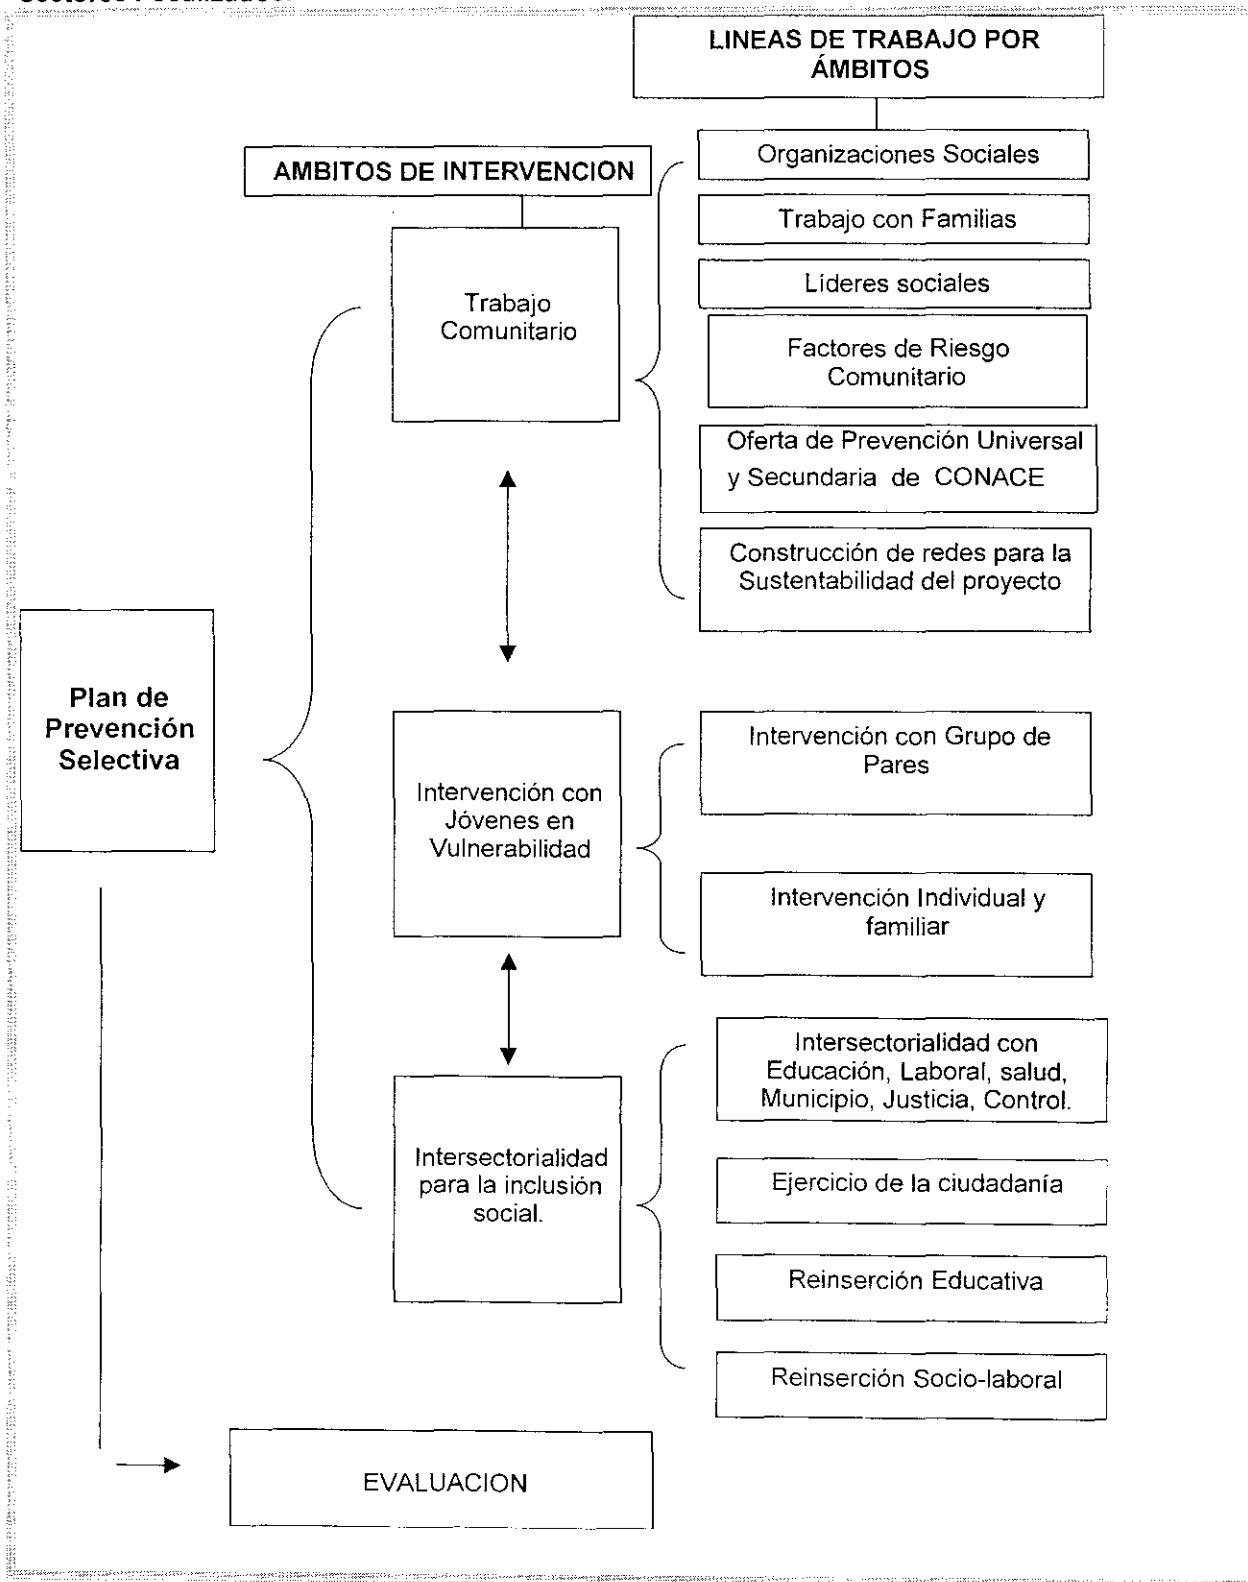 LINEAS DE TRABAJO POR
ÁMBITOS
AMBITOS DE INTERVENCION
Organizaciones Sociales
Trabajo con Familias
Líderes sociales
Trabajo
Comunitario
Factores de Riesgo
Comunitario
Oferta de Prevención Universal
y Secundaria de CONACE
Construcción de redes para la
Sustentabilidad del proyecto
Plan de
Prevención
Selectiva
Intervención con
Jóvenes en
Vulnerabilidad
Intervención con Grupo de
Pares
Intervención Individual y
familiar
Intersectorialidad
para la inclusión
social.
Intersectorialidad con
Educación, Laboral, salud,
Municipio, Justicia, Control.
Ejercicio de la ciudadanía
Reinserción Educativa
Reinserción Socio-laboral
EVALUACION